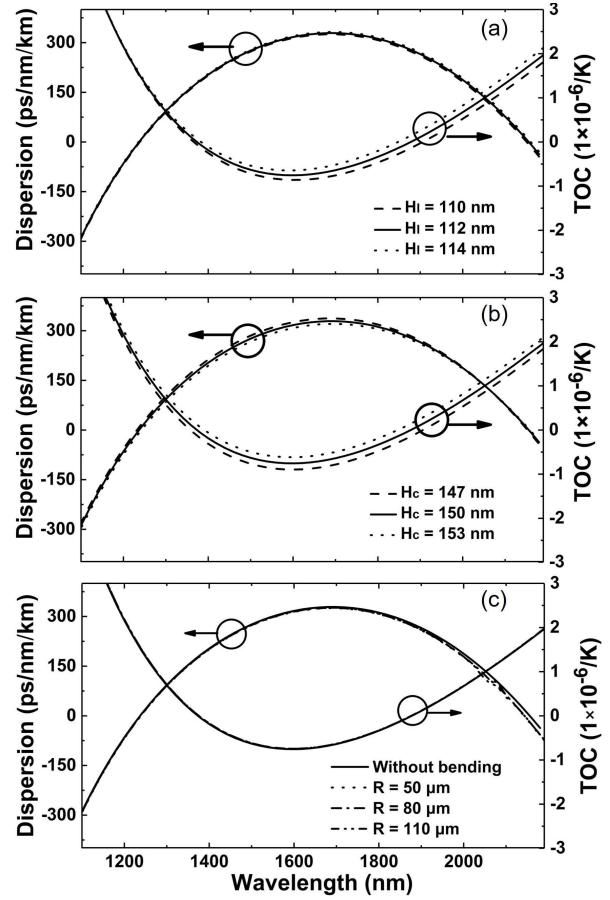 (a)
Dispersion (ps/nm/km)
300
150
0
-150
-300
3
2
1
0
-1
-2
-3
TOC (1×10⁻⁶/K)
Hₗ = 110 nm
Hₗ = 112 nm
Hₗ = 114 nm
(b)
Dispersion (ps/nm/km)
300
150
0
-150
-300
3
2
1
0
-1
-2
-3
TOC (1×10⁻⁶/K)
Hc = 147 nm
Hc = 150 nm
Hc = 153 nm
(c)
Dispersion (ps/nm/km)
300
150
0
-150
-300
3
2
1
0
-1
-2
-3
TOC (1×10⁻⁶/K)
Without bending
R = 50 μm
R = 80 μm
R = 110 μm
1200 1400 1600 1800 2000
Wavelength (nm)